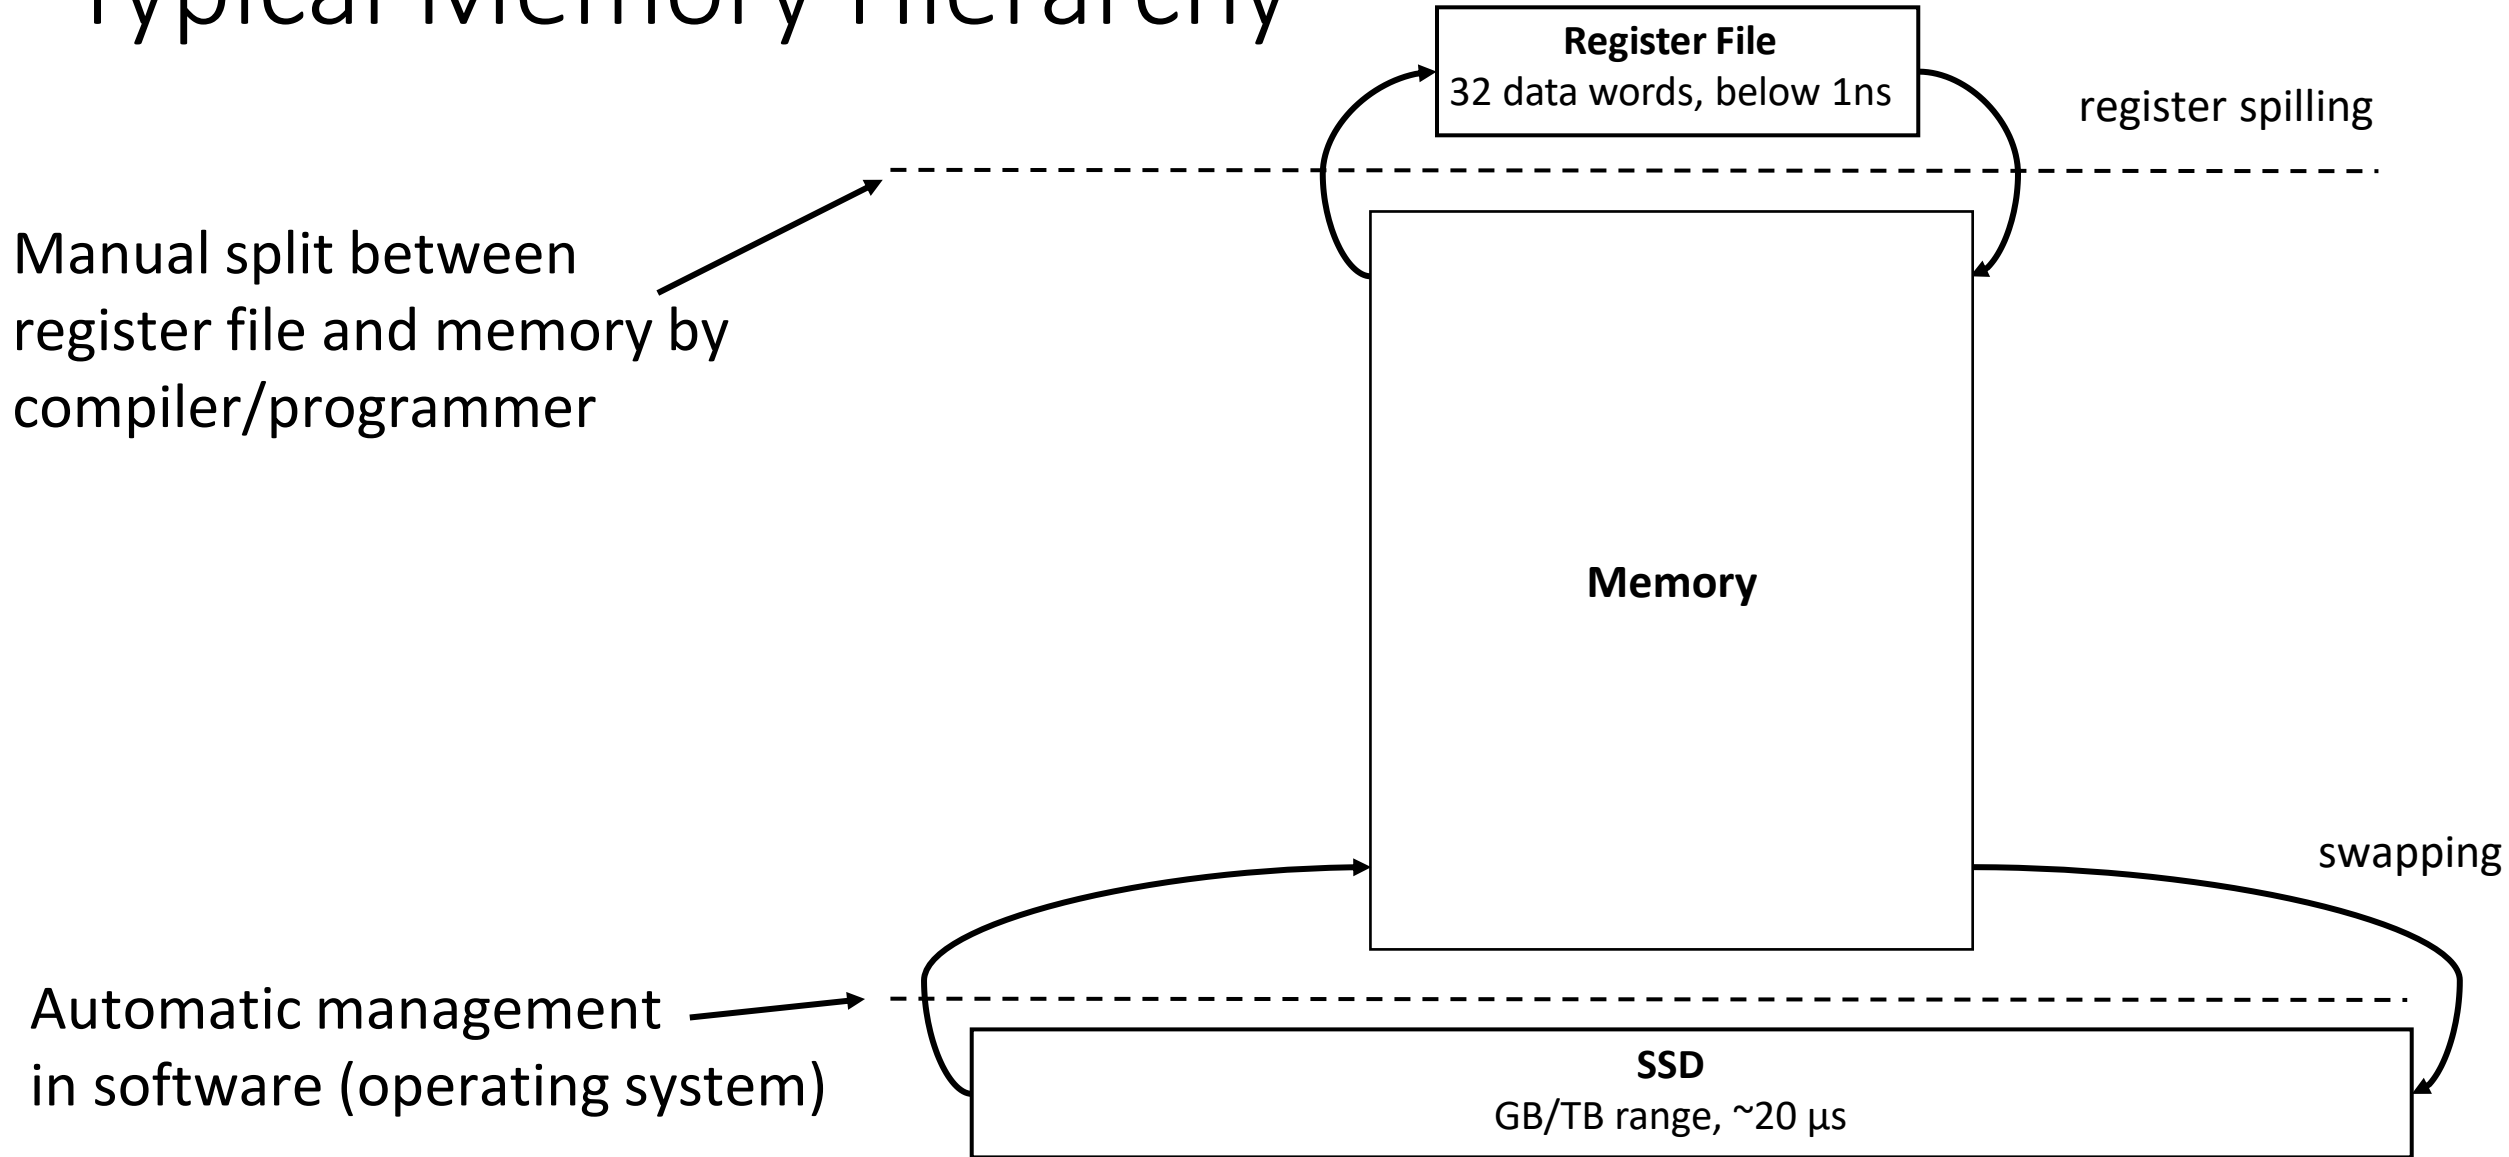 Typical Memory Hierarchy
Register File
32 data words, below 1ns
register spilling
Manual split between
register file and memory by
compiler/programmer
Memory
swapping
Automatic management
in software (operating system)
SSD
GB/TB range, ~20 µs